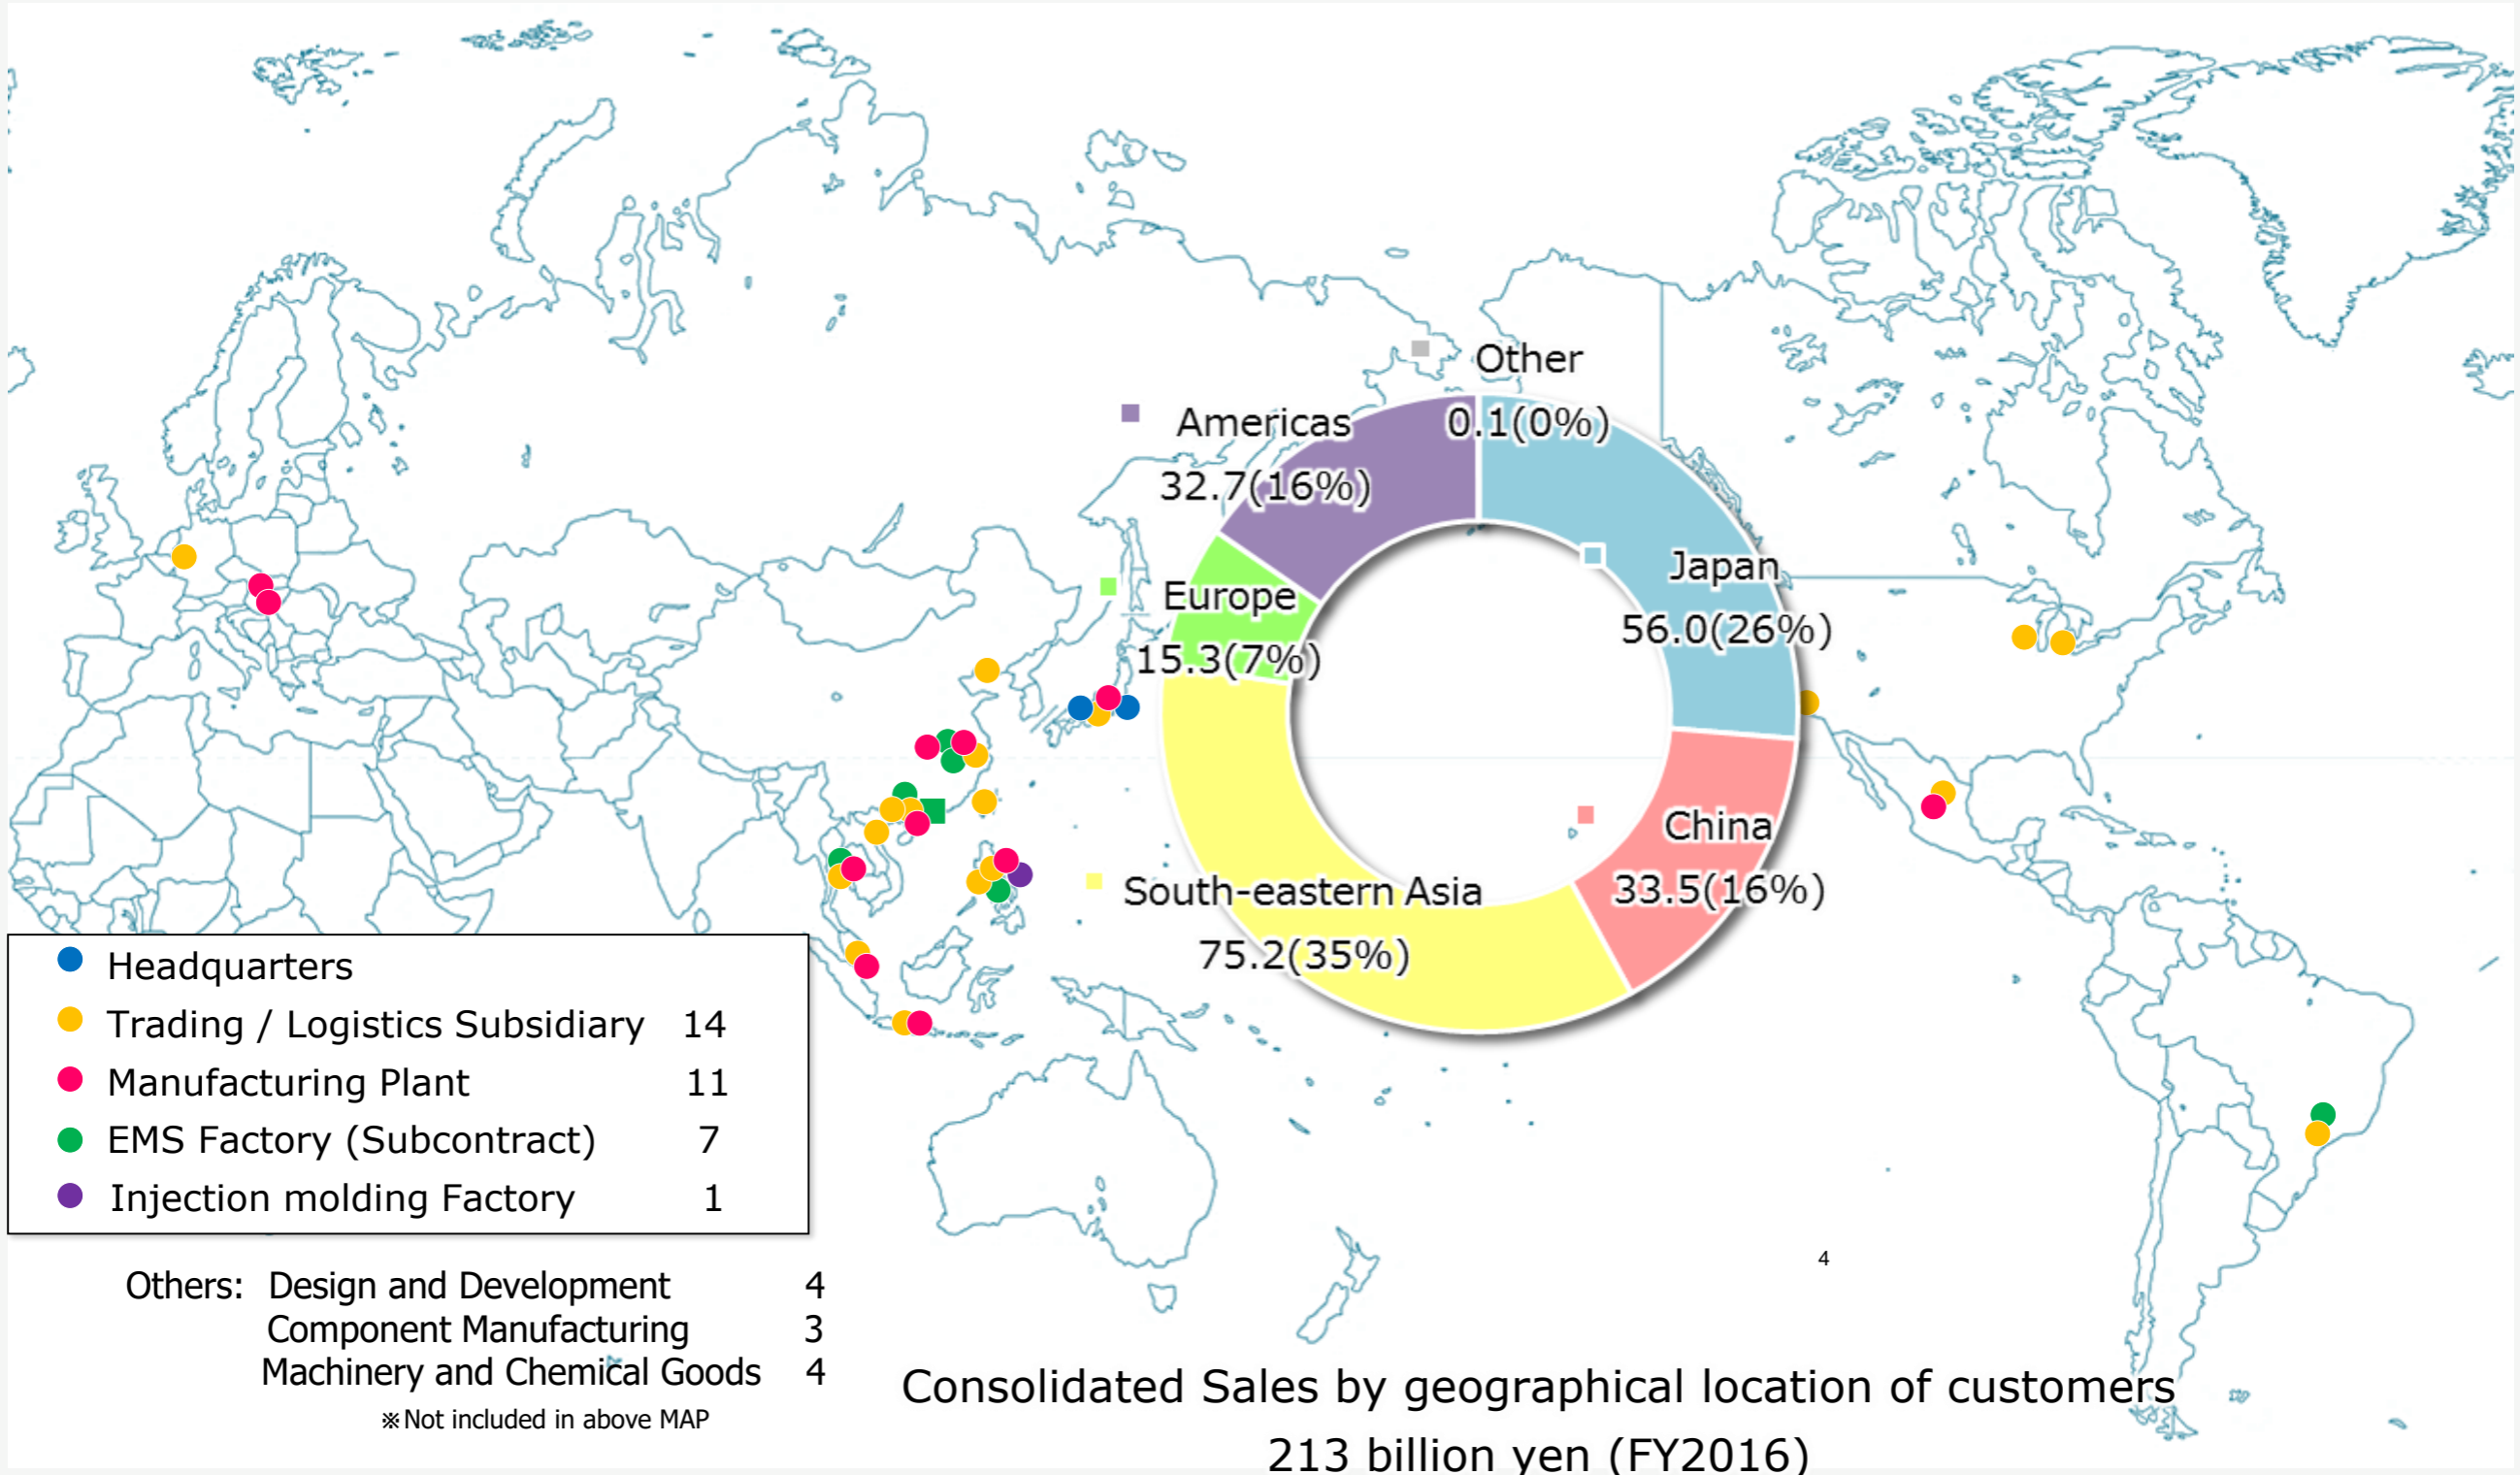 Other
0.1(0%)
Americas
32.7(16%)
Japan
56.0(26%)
Europe
15.3(7%)
China
33.5(16%)
South-eastern Asia
75.2(35%)
Headquarters
Trading / Logistics Subsidiary 14
Manufacturing Plant 11
EMS Factory (Subcontract) 7
Injection molding Factory 1
Others: Design and Development 4
Component Manufacturing 3
Machinery and Chemical Goods 4
※Not included in above MAP
4
Consolidated Sales by geographical location of customers
213 billion yen (FY2016)